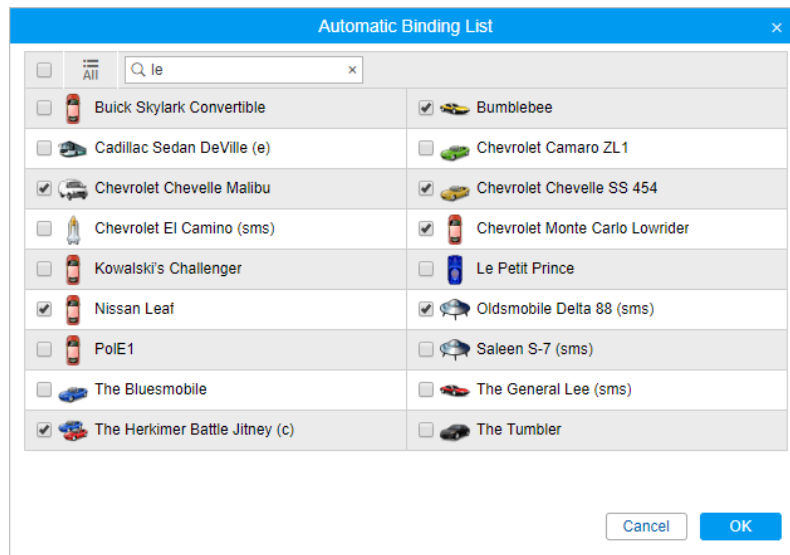 Automatic Binding List ×
All le ×
Buick Skylark Convertible Bumblebee
Cadillac Sedan DeVille (e) Chevrolet Camaro ZL1
Chevrolet Chevelle Malibu Chevrolet Chevelle SS 454
Chevrolet El Camino (sms) Chevrolet Monte Carlo Lowrider
Kowalski's Challenger Le Petit Prince
Nissan Leaf Oldsmobile Delta 88 (sms)
PolE1 Saleen S-7 (sms)
The Bluesmobile The General Lee (sms)
The Herkimer Battle Jitney (c) The Tumbler
Cancel OK